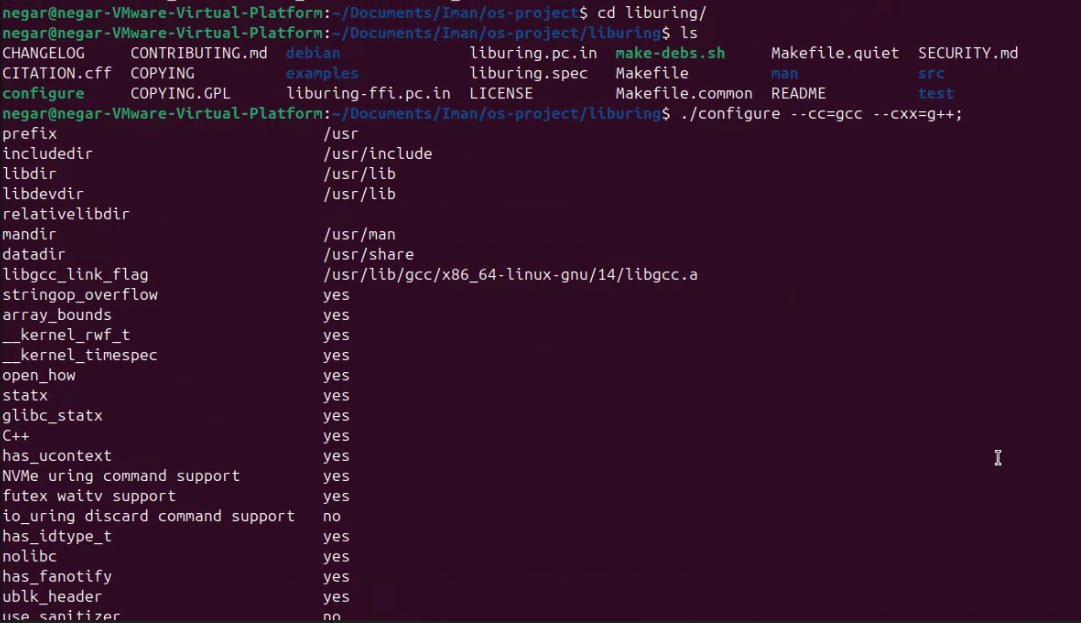 negar@negar-VMware-Virtual-Platform:~/Documents/Iman/os-project$ cd liburing/
negar@negar-VMware-Virtual-Platform:~/Documents/Iman/os-project/liburing$ ls
CHANGELOG CONTRIBUTING.md debian liburing.pc.in make-debs.sh Makefile.quiet SECURITY.md
CITATION.cff COPYING examples liburing.spec Makefile man src
configure COPYING.GPL liburing-ffi.pc.in LICENSE Makefile.common README test
negar@negar-VMware-Virtual-Platform:~/Documents/Iman/os-project/liburing$ ./configure --cc=gcc --cxx=g++;
prefix /usr
includedir /usr/include
libdir /usr/lib
libdevdir /usr/lib
relativelibdir
mandir /usr/man
datadir /usr/share
libgcc_link_flag /usr/lib/gcc/x86_64-linux-gnu/14/libgcc.a
stringop_overflow yes
array_bounds yes
__kernel_rwf_t yes
__kernel_timespec yes
open_how yes
statx yes
glibc_statx yes
C++ yes
has_ucontext yes
NVMe uring command support yes
futex waitv support yes
io_uring discard command support no
has_idtype_t yes
nolibc yes
has_fanotify yes
ublk_header yes
use_sanitizer no